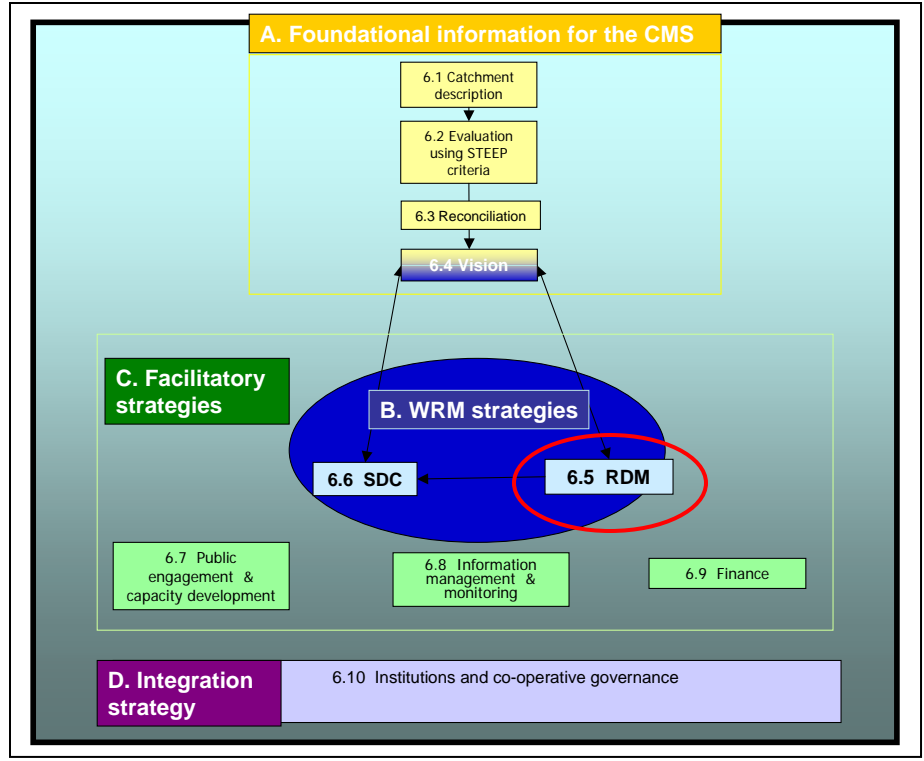 A. Foundational information for the CMS
6.1 Catchment
description
6.2 Evaluation
using STEEP
criteria
6.3 Reconciliation
6.4 Vision
C. Facilitatory
strategies
B. WRM strategies
6.6 SDC
6.5 RDM
6.7 Public
engagement &
capacity development
6.8 Information
management &
monitoring
6.9 Finance
D. Integration
strategy
6.10 Institutions and co-operative governance